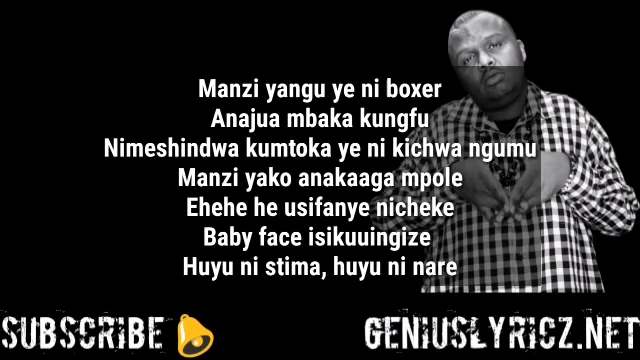 Manzi yangu ye ni boxer
Anajua mbaka kungfu
Nimeshindwa kumtoka ye ni kichwa ngumu
Manzi yako anakaaga mpole
Ehehe he usifanye nicheke
Baby face isikuuingize
Huyu ni stima, huyu ni nare
SUBSCRIBE
GENIUSLYRICZ.NET